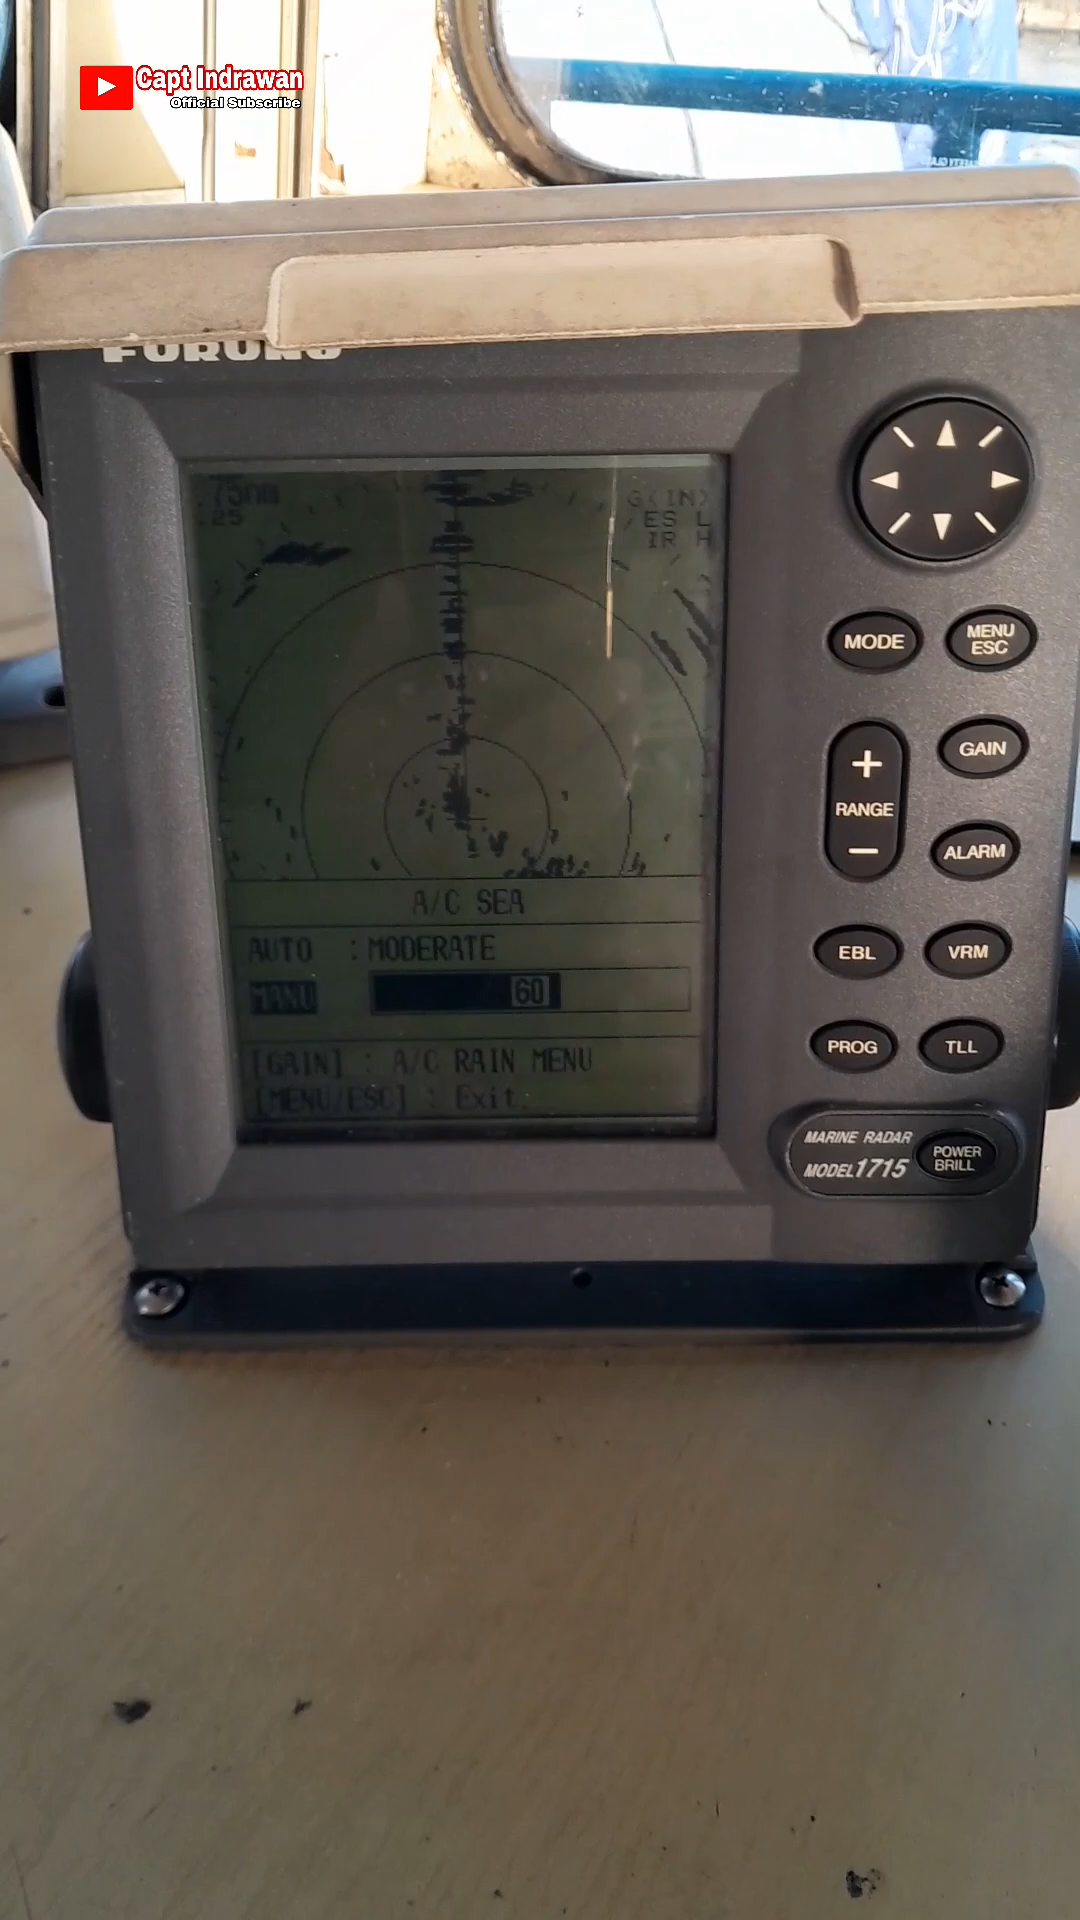 Capt Indrawan
Official Subscribe
FURUNO
.75nm
.25
G(IN)
ES L
IR H
MODE
MENU
ESC
+
RANGE
−
GAIN
ALARM
EBL
VRM
PROG
TLL
A/C SEA
AUTO : MODERATE
MANU 60
[GAIN] : A/C RAIN MENU
[MENU/ESC] : Exit
MARINE RADAR
MODEL 1715
POWER
BRILL